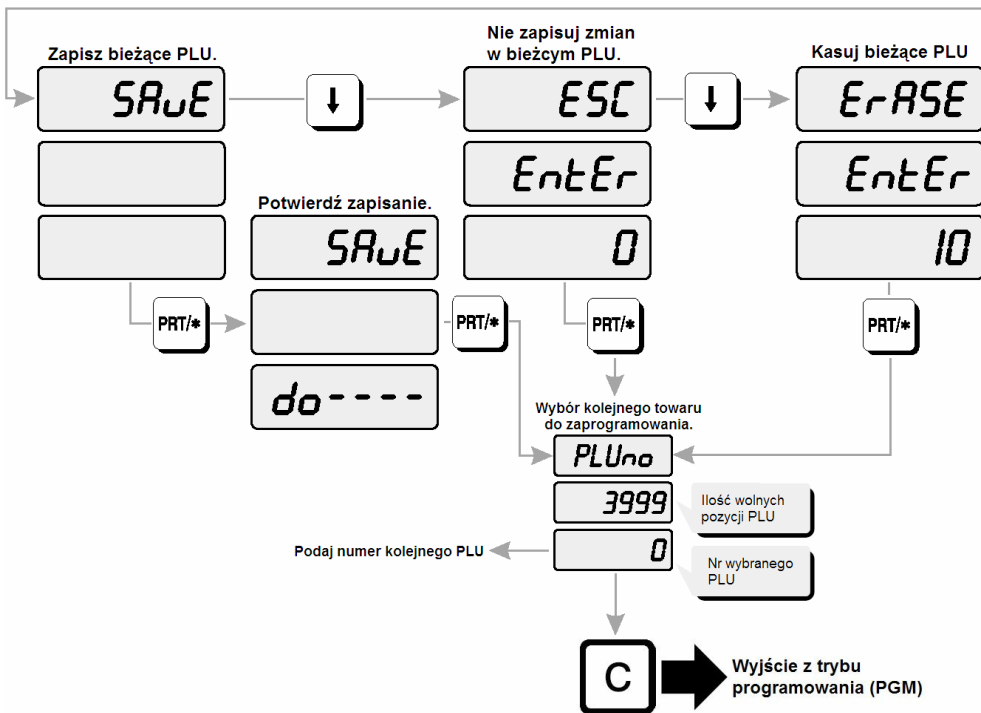 Zapisz bieżące PLU.
SAvE
↓
Nie zapisuj zmian
w bieżcym PLU.
ESC
EntEr
0
↓
Kasuj bieżące PLU
ErASE
EntEr
10
PRT/*
Potwierdź zapisanie.
SAvE
do----
PRT/*
PRT/*
PRT/*
Wybór kolejnego towaru
do zaprogramowania.
PLUno
3999
Ilość wolnych
pozycji PLU
0
Podaj numer kolejnego PLU
Nr wybranego
PLU
C
Wyjście z trybu
programowania (PGM)